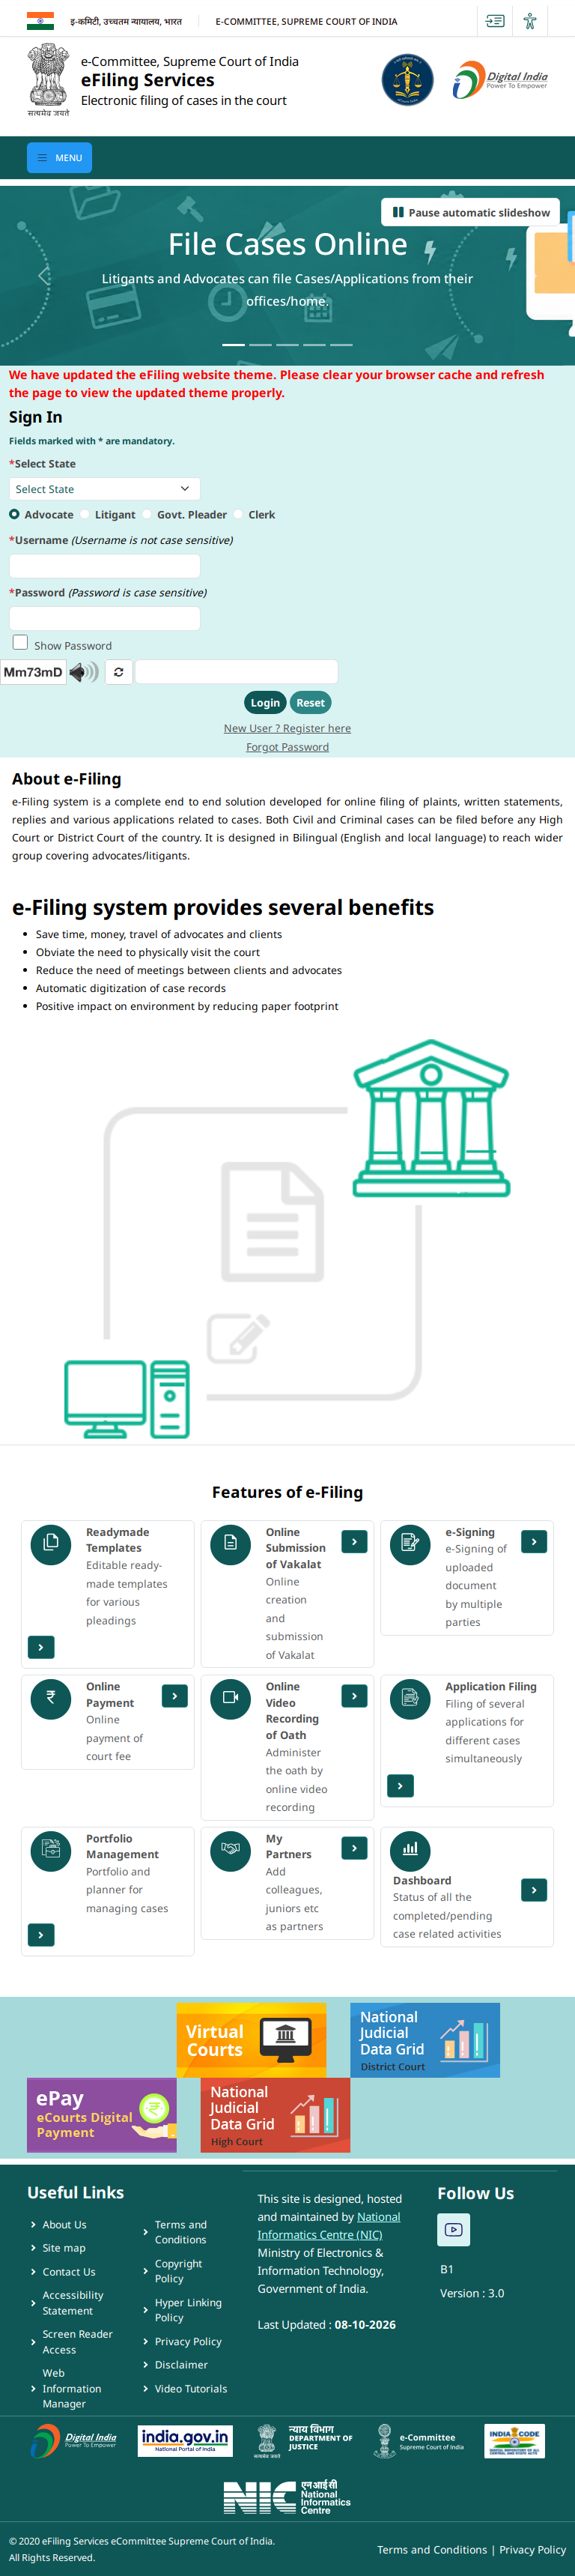 इ-कमिटी, उच्चतम न्यायालय, भारत
E-COMMITTEE, SUPREME COURT OF INDIA
e-Committee, Supreme Court of India
eFiling Services
Electronic filing of cases in the court
सत्यमेव जयते
Digital India
Power To Empower
MENU
Pause automatic slideshow
File Cases Online
Litigants and Advocates can file Cases/Applications from their
offices/home.
We have updated the eFiling website theme. Please clear your browser cache and refresh
the page to view the updated theme properly.
Sign In
Fields marked with * are mandatory.
*Select State
Select State
Advocate Litigant Govt. Pleader Clerk
*Username (Username is not case sensitive)
*Password (Password is case sensitive)
Show Password
Mm73mD
Login Reset
New User ? Register here
Forgot Password
About e-Filing
e-Filing system is a complete end to end solution developed for online filing of plaints, written statements,
replies and various applications related to cases. Both Civil and Criminal cases can be filed before any High
Court or District Court of the country. It is designed in Bilingual (English and local language) to reach wider
group covering advocates/litigants.
e-Filing system provides several benefits
Save time, money, travel of advocates and clients
Obviate the need to physically visit the court
Reduce the need of meetings between clients and advocates
Automatic digitization of case records
Positive impact on environment by reducing paper footprint
Features of e-Filing
Readymade
Templates
Editable ready-
made templates
for various
pleadings
Online
Submission
of Vakalat
Online
creation
and
submission
of Vakalat
e-Signing
e-Signing of
uploaded
document
by multiple
parties
Online
Payment
Online
payment of
court fee
Online
Video
Recording
of Oath
Administer
the oath by
online video
recording
Application Filing
Filing of several
applications for
different cases
simultaneously
Portfolio
Management
Portfolio and
planner for
managing cases
My
Partners
Add
colleagues,
juniors etc
as partners
Dashboard
Status of all the
completed/pending
case related activities
Virtual
Courts
National
Judicial
Data Grid
District Court
ePay
eCourts Digital
Payment
National
Judicial
Data Grid
High Court
Useful Links
About Us
Site map
Contact Us
Accessibility
Statement
Screen Reader
Access
Web
Information
Manager
Terms and
Conditions
Copyright
Policy
Hyper Linking
Policy
Privacy Policy
Disclaimer
Video Tutorials
This site is designed, hosted
and maintained by National
Informatics Centre (NIC)
Ministry of Electronics &
Information Technology,
Government of India.
Last Updated : 08-10-2026
Follow Us
B1
Version : 3.0
Digital India
Power To Empower
india.gov.in
National Portal of India
सत्यमेव जयते
न्याय विभाग
DEPARTMENT OF
JUSTICE
e-Committee
Supreme Court of India
INDIA CODE
NIC
एन आई सी
National
Informatics
Centre
© 2020 eFiling Services eCommittee Supreme Court of India.
All Rights Reserved.
Terms and Conditions | Privacy Policy